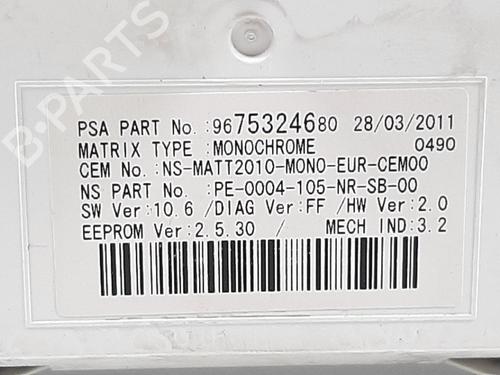 PSA PART No.:9675324680 28/03/2011
MATRIX TYPE :MONOCHROME 0490
CEM No. :NS-MATT2010-MONO-EUR-CEM00
NS PART No. :PE-0004-105-NR-SB-00
SW Ver:10.6 /DIAG Ver:FF /HW Ver:2.0
EEPROM Ver:2.5.30 / MECH IND:3.2
B-PARTS